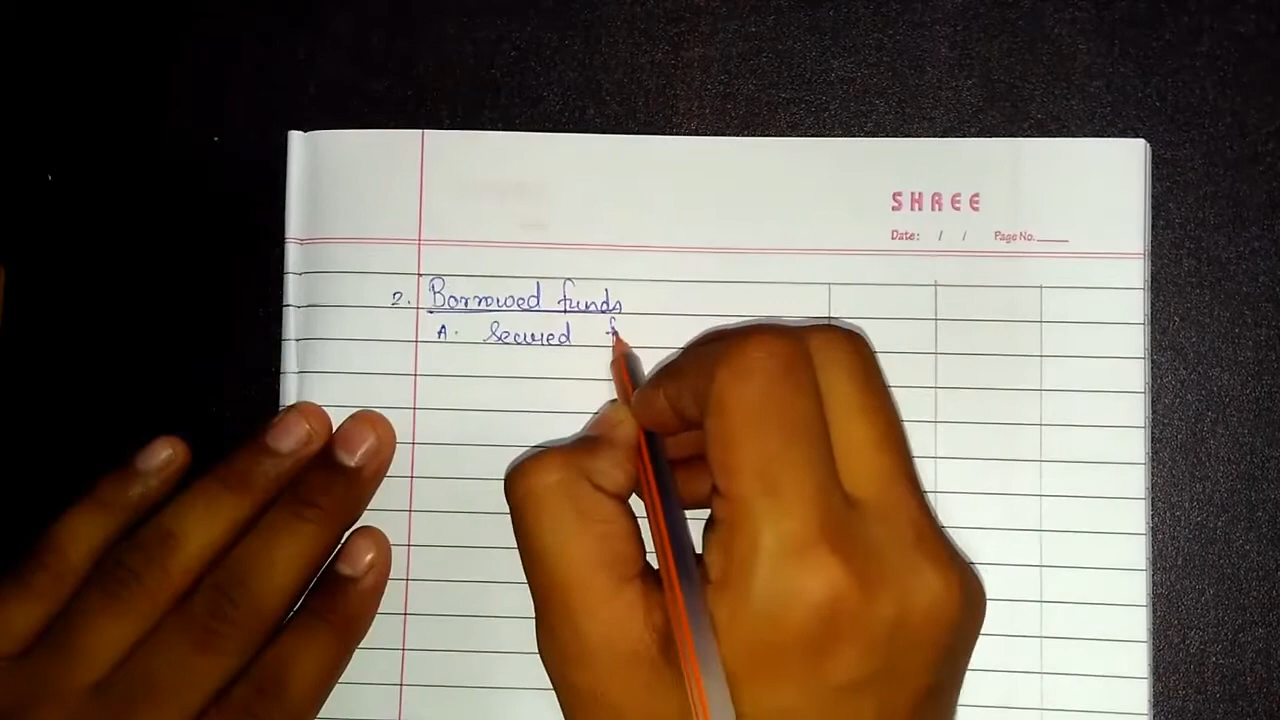 SHREE
Date: / / Page No.
2. Borrowed funds
A. Secured f